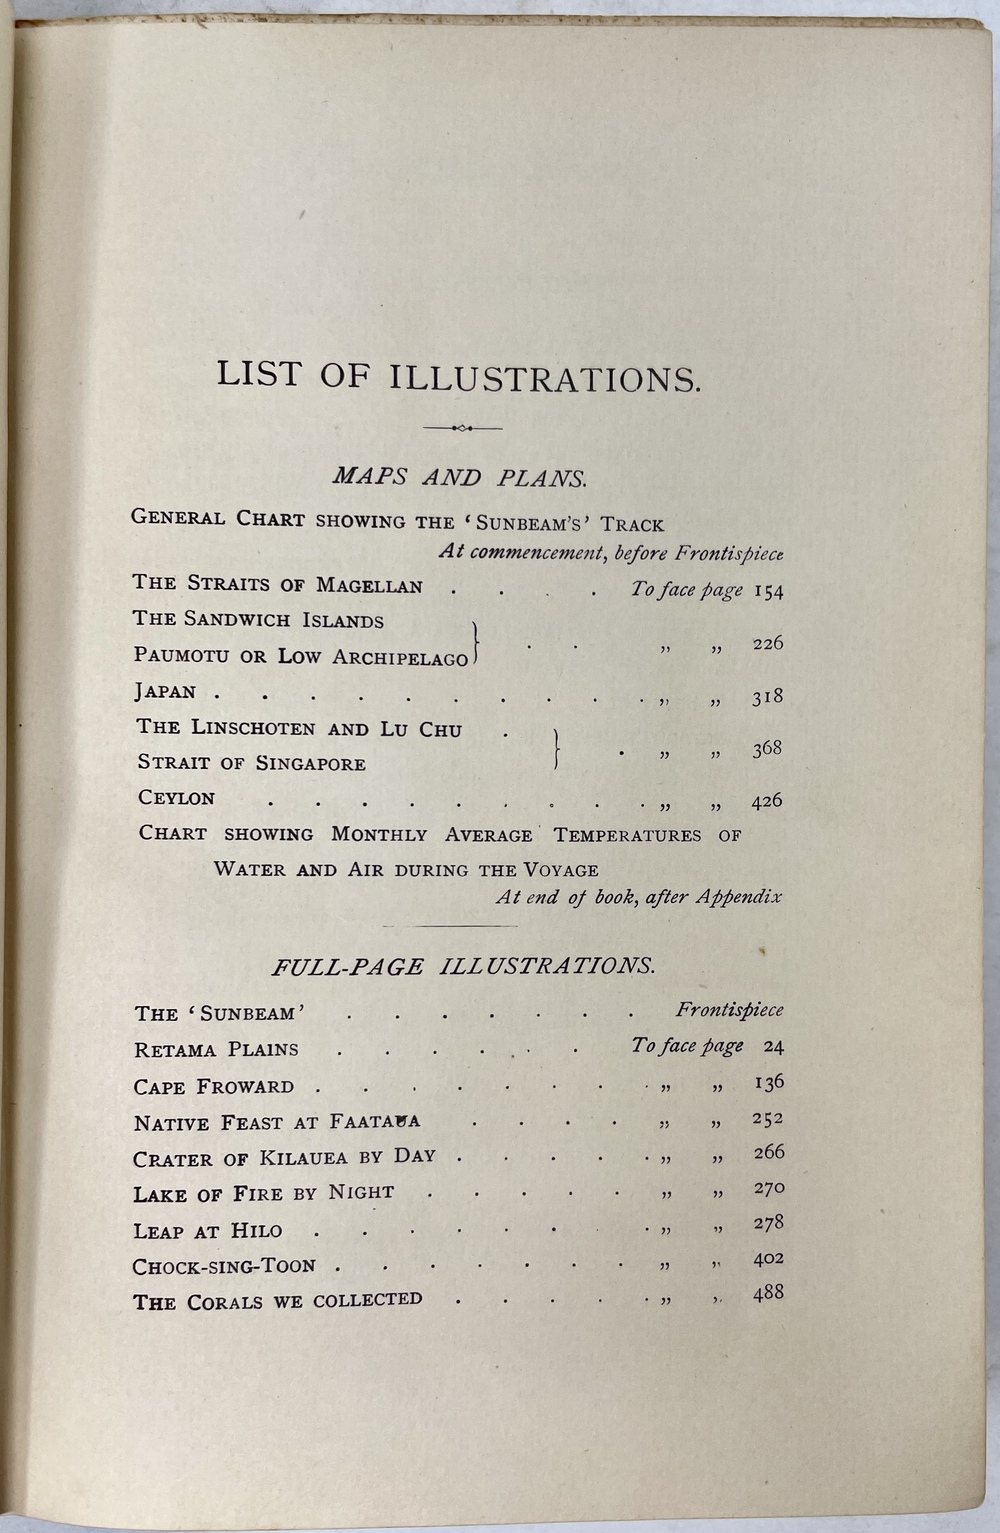 LIST OF ILLUSTRATIONS.
MAPS AND PLANS.
GENERAL CHART SHOWING THE ‘SUNBEAM’S’ TRACK
At commencement, before Frontispiece
THE STRAITS OF MAGELLAN . . . . To face page 154
THE SANDWICH ISLANDS
PAUMOTU OR LOW ARCHIPELAGO } . . ” ” 226
JAPAN . . . . . . . . . . ” ” 318
THE LINSCHOTEN AND LU CHU .
STRAIT OF SINGAPORE } . ” ” 368
CEYLON . . . . . . . . . ” ” 426
CHART SHOWING MONTHLY AVERAGE TEMPERATURES OF
WATER AND AIR DURING THE VOYAGE
At end of book, after Appendix
FULL-PAGE ILLUSTRATIONS.
THE ‘SUNBEAM’ . . . . . . . Frontispiece
RETAMA PLAINS . . . . . . To face page 24
CAPE FROWARD . . . . . . . . ” ” 136
NATIVE FEAST AT FAATAUA . . . . ” ” 252
CRATER OF KILAUEA BY DAY . . . . . ” ” 266
LAKE OF FIRE BY NIGHT . . . . . ” ” 270
LEAP AT HILO . . . . . . . . ” ” 278
CHOCK-SING-TOON . . . . . . . ” ” 402
THE CORALS WE COLLECTED . . . . . ” ” 488